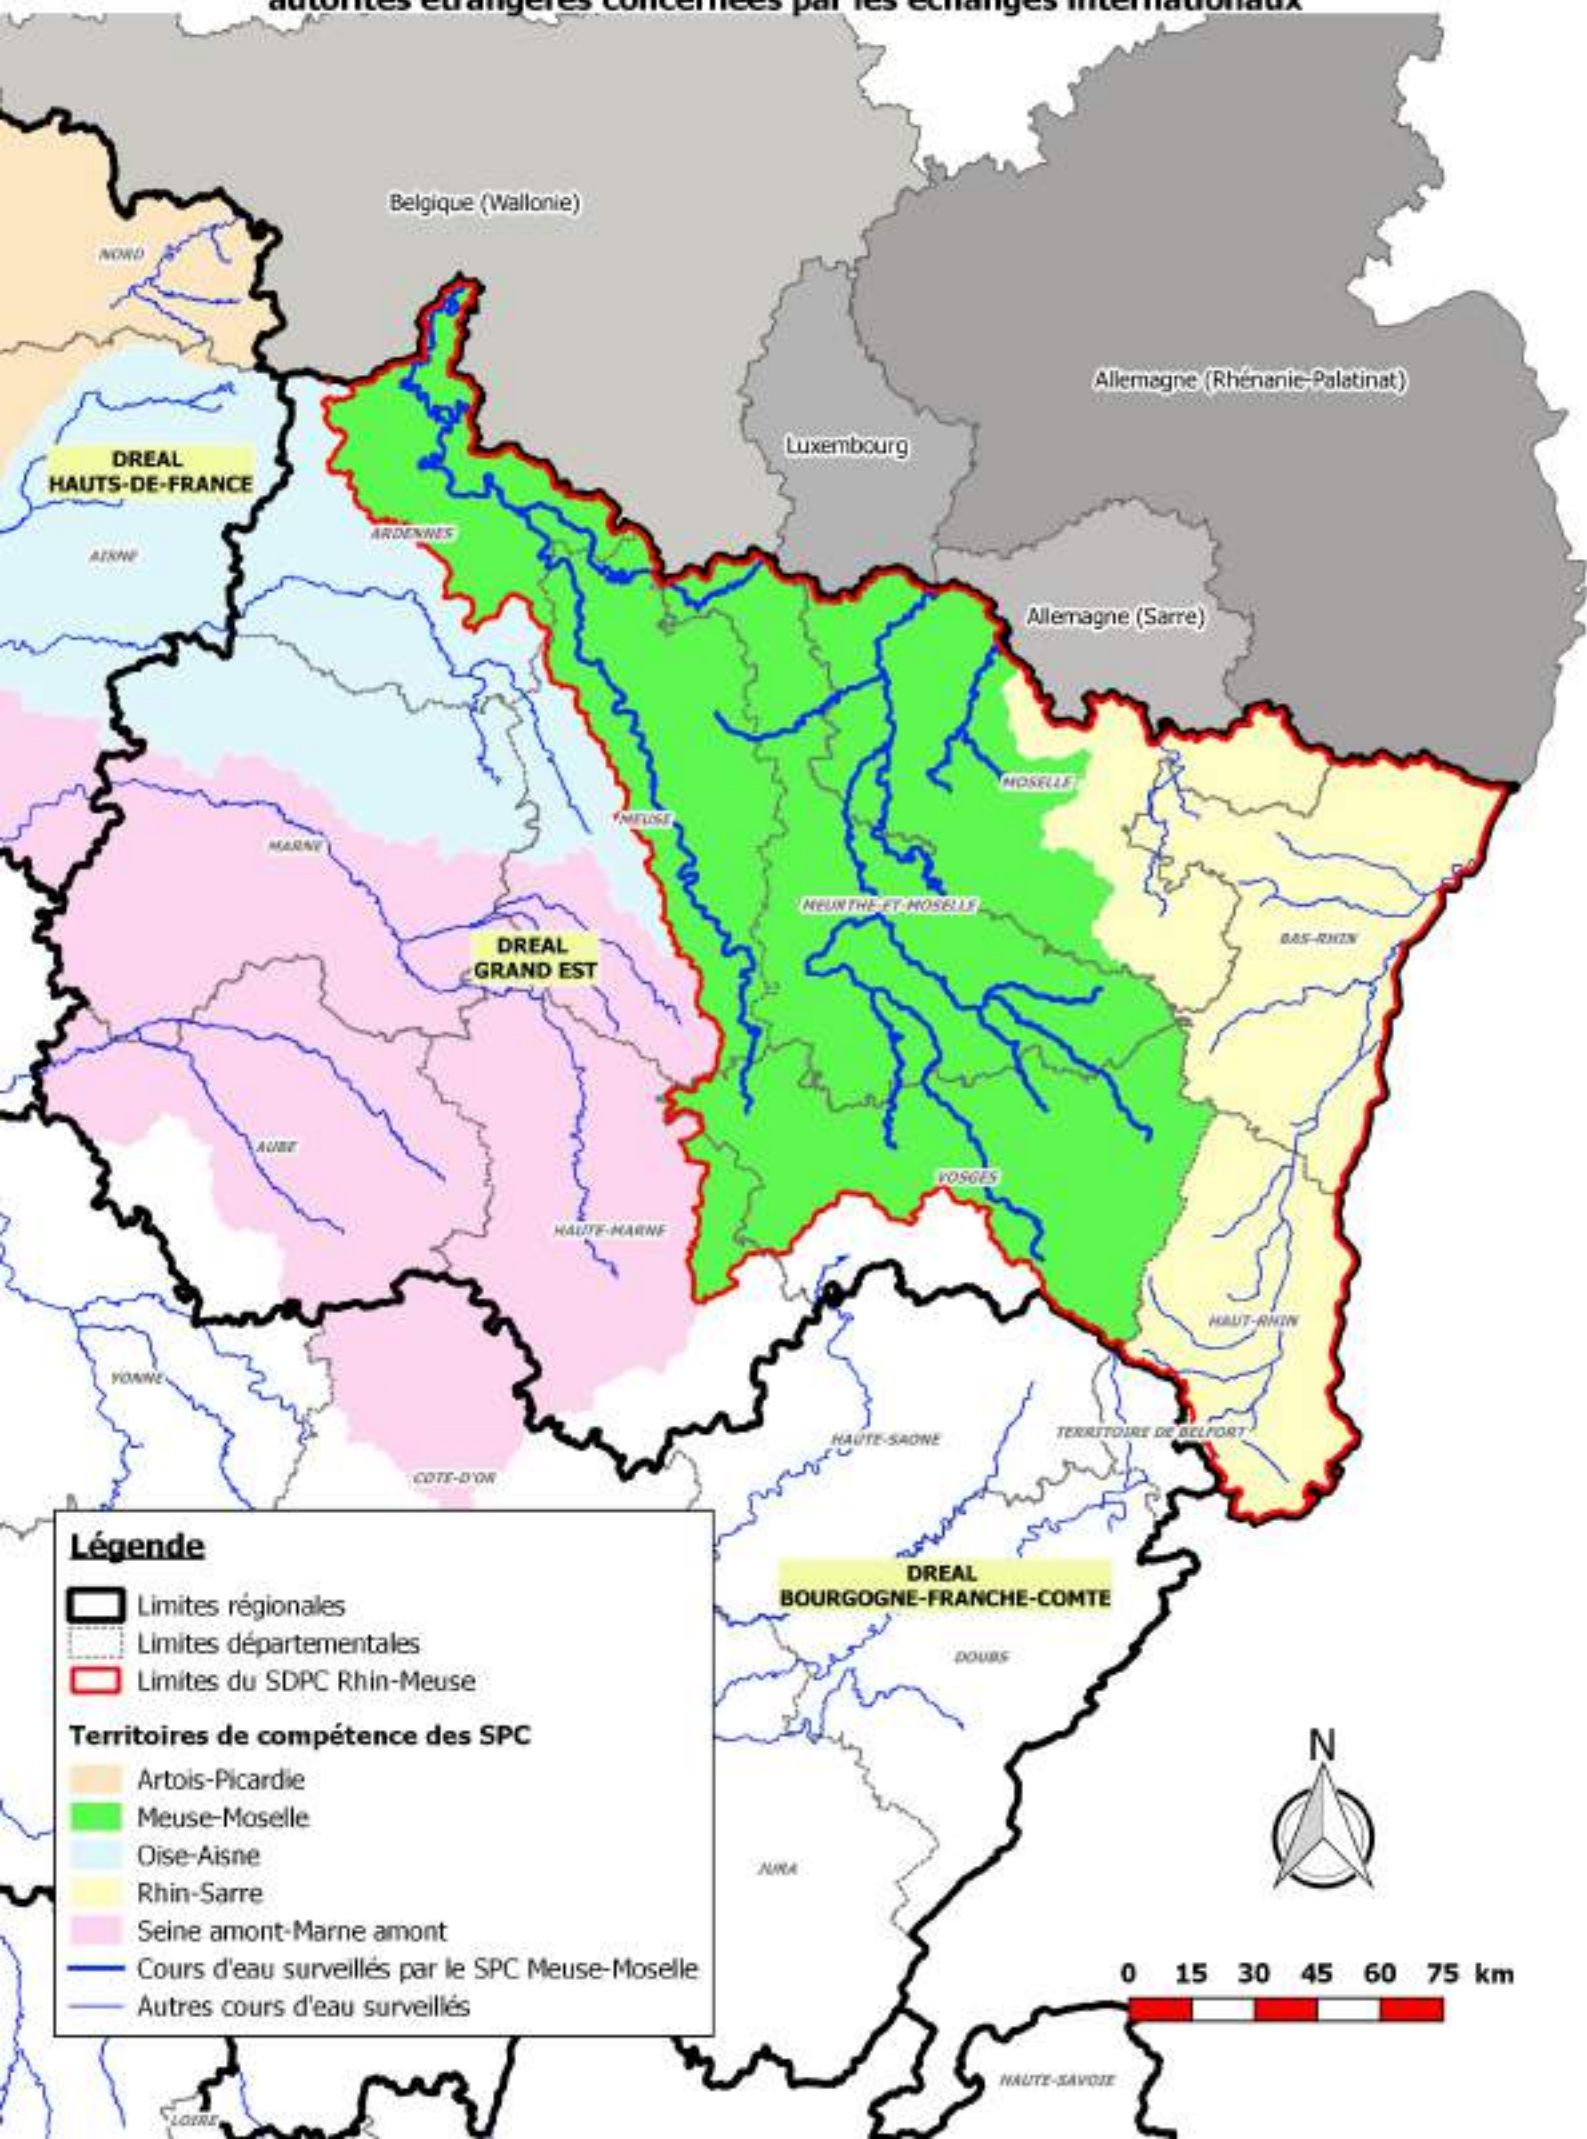 autorités étrangères concernées par les échanges internationaux
Belgique (Wallonie)
NORD
Allemagne (Rhénanie-Palatinat)
Luxembourg
DREAL
HAUTS-DE-FRANCE
ARDENNES
AISNE
Allemagne (Sarre)
MOSELLE
MEUSE
MARNE
MEURTHE-ET-MOSELLE
BAS-RHIN
DREAL
GRAND EST
AUBE
VOSGES
HAUTE-MARNE
HAUT-RHIN
YONNE
HAUTE-SAONE
TERRITOIRE DE BELFORT
COTE-D'OR
Légende
Limites régionales
Limites départementales
Limites du SDPC Rhin-Meuse
Territoires de compétence des SPC
Artois-Picardie
Meuse-Moselle
Oise-Aisne
Rhin-Sarre
Seine amont-Marne amont
Cours d'eau surveillés par le SPC Meuse-Moselle
Autres cours d'eau surveillés
DREAL
BOURGOGNE-FRANCHE-COMTE
DOUBS
N
JURA
0 15 30 45 60 75 km
HAUTE-SAVOIE
LOIRE